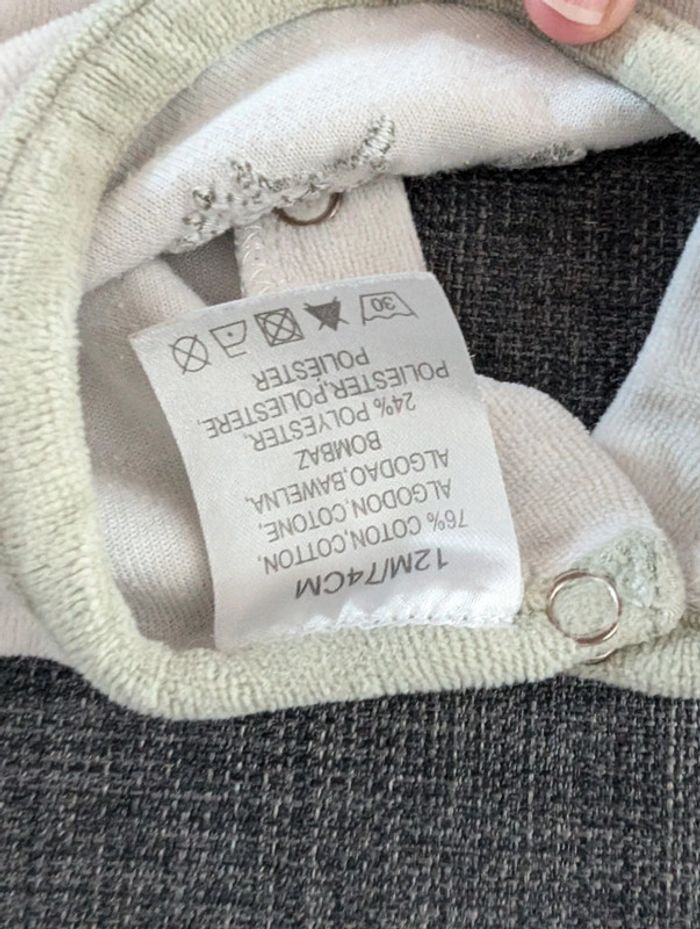 12M/74CM
76% COTON,COTTON,
ALGODON,COTONE,
ALGODAO,BAWELNA,
BOMBAZ
24% POLYESTER,
POLIESTER,POLIESTERE,
POLIESTER
30